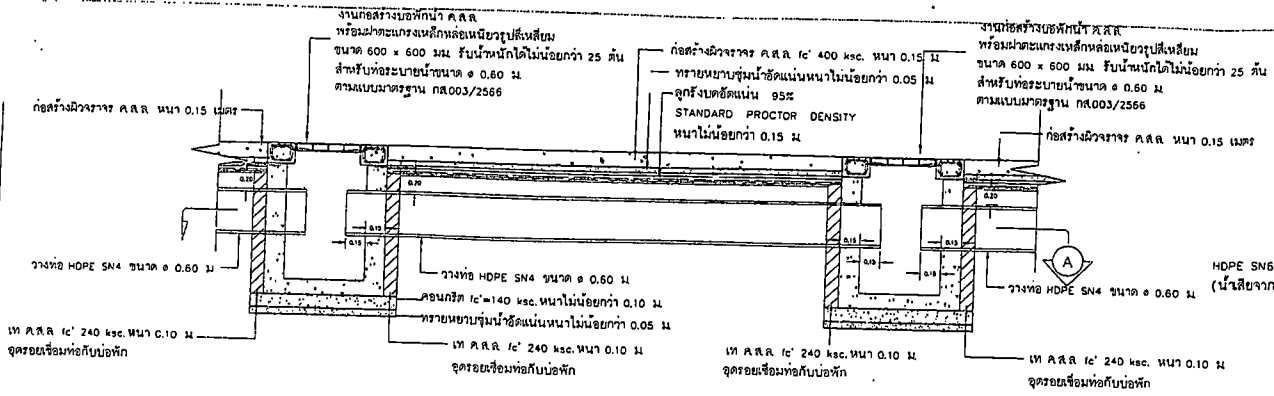 งานก่อสร้างบ่อพักน้ำ ค.ส.ล.
พร้อมฝาตะแกรงเหล็กหล่อเหนียวรูปสี่เหลี่ยม
ขนาด 600 x 600 มม. รับน้ำหนักได้ไม่น้อยกว่า 25 ตัน
สำหรับท่อระบายน้ำขนาด ø 0.60 ม.
ตามแบบมาตรฐาน กส.003/2566
ก่อสร้างผิวจราจร ค.ส.ล. หนา 0.15 เมตร
ก่อสร้างผิวจราจร ค.ส.ล. fc' 400 ksc. หนา 0.15 ม
ทรายหยาบชุ่มน้ำอัดแน่นหนาไม่น้อยกว่า 0.05 ม
ลูกรังบดอัดแน่น 95%
STANDARD PROCTOR DENSITY
หนาไม่น้อยกว่า 0.15 ม
งานก่อสร้างบ่อพักน้ำ ค.ส.ล.
พร้อมฝาตะแกรงเหล็กหล่อเหนียวรูปสี่เหลี่ยม
ขนาด 600 x 600 มม. รับน้ำหนักได้ไม่น้อยกว่า 25 ตัน
สำหรับท่อระบายน้ำขนาด ø 0.60 ม.
ตามแบบมาตรฐาน กส.003/2566
ก่อสร้างผิวจราจร ค.ส.ล. หนา 0.15 เมตร
0.20
0.20
0.20
0.15
0.15
0.15
0.15
0.15
0.15
A
วางท่อ HDPE SN4 ขนาด ø 0.60 ม
วางท่อ HDPE SN4 ขนาด ø 0.60 ม
คอนกรีต fc'=140 ksc. หนาไม่น้อยกว่า 0.10 ม
ทรายหยาบชุ่มน้ำอัดแน่นหนาไม่น้อยกว่า 0.05 ม
วางท่อ HDPE SN4 ขนาด ø 0.60 ม
HDPE SN6
(น้ำเสียจาก
เท ค.ส.ล. fc' 240 ksc. หนา 0.10 ม
อุดรอยเชื่อมท่อกับบ่อพัก
เท ค.ส.ล. fc' 240 ksc. หนา 0.10 ม
อุดรอยเชื่อมท่อกับบ่อพัก
เท ค.ส.ล. fc' 240 ksc. หนา 0.10 ม
อุดรอยเชื่อมท่อกับบ่อพัก
เท ค.ส.ล. fc' 240 ksc. หนา 0.10 ม
อุดรอยเชื่อมท่อกับบ่อพัก